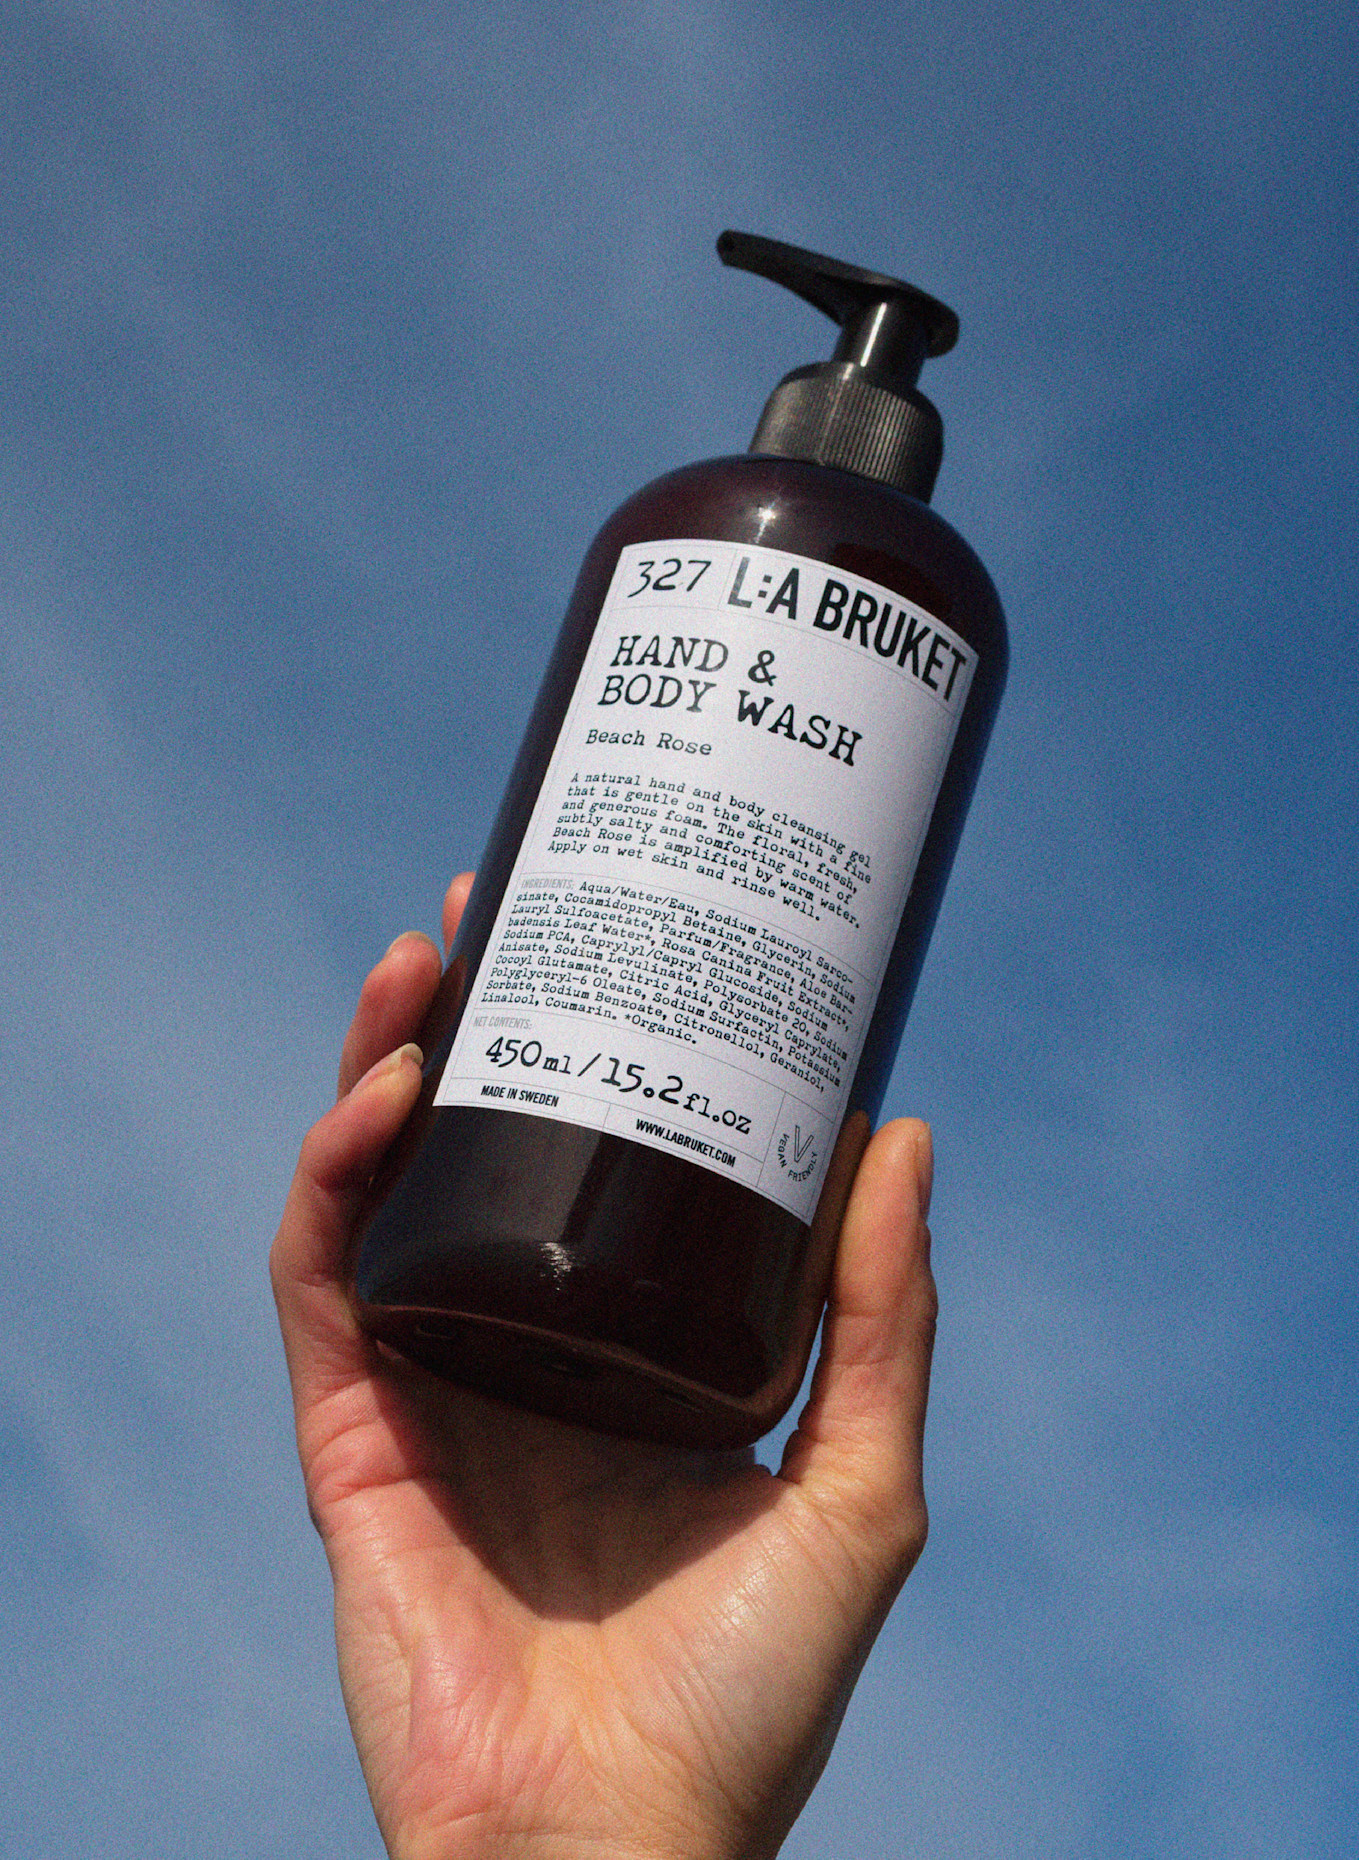 327 L:A BRUKET
HAND &
BODY WASH
Beach Rose
A natural hand and body cleansing gel
that is gentle on the skin with a fine
and generous foam. The floral, fresh,
subtly salty and comforting scent of
Beach Rose is amplified by warm water.
Apply on wet skin and rinse well.
INGREDIENTS: Aqua/Water/Eau, Sodium Lauroyl Sarco-
sinate, Cocamidopropyl Betaine, Glycerin, Sodium
Lauryl Sulfoacetate, Parfum/Fragrance, Aloe Bar-
badensis Leaf Water*, Rosa Canina Fruit Extract*,
Sodium PCA, Caprylyl/Capryl Glucoside, Sodium
Anisate, Sodium Levulinate, Polysorbate 20, Sodium
Cocoyl Glutamate, Citric Acid, Glyceryl Caprylate,
Polyglyceryl-6 Oleate, Sodium Surfactin, Potassium
Sorbate, Sodium Benzoate, Citronellol, Geraniol,
Linalool, Coumarin. *Organic.
NET CONTENTS:
450ml/15.2fl.oz
MADE IN SWEDEN
WWW.LABRUKET.COM
V
VEGAN FRIENDLY